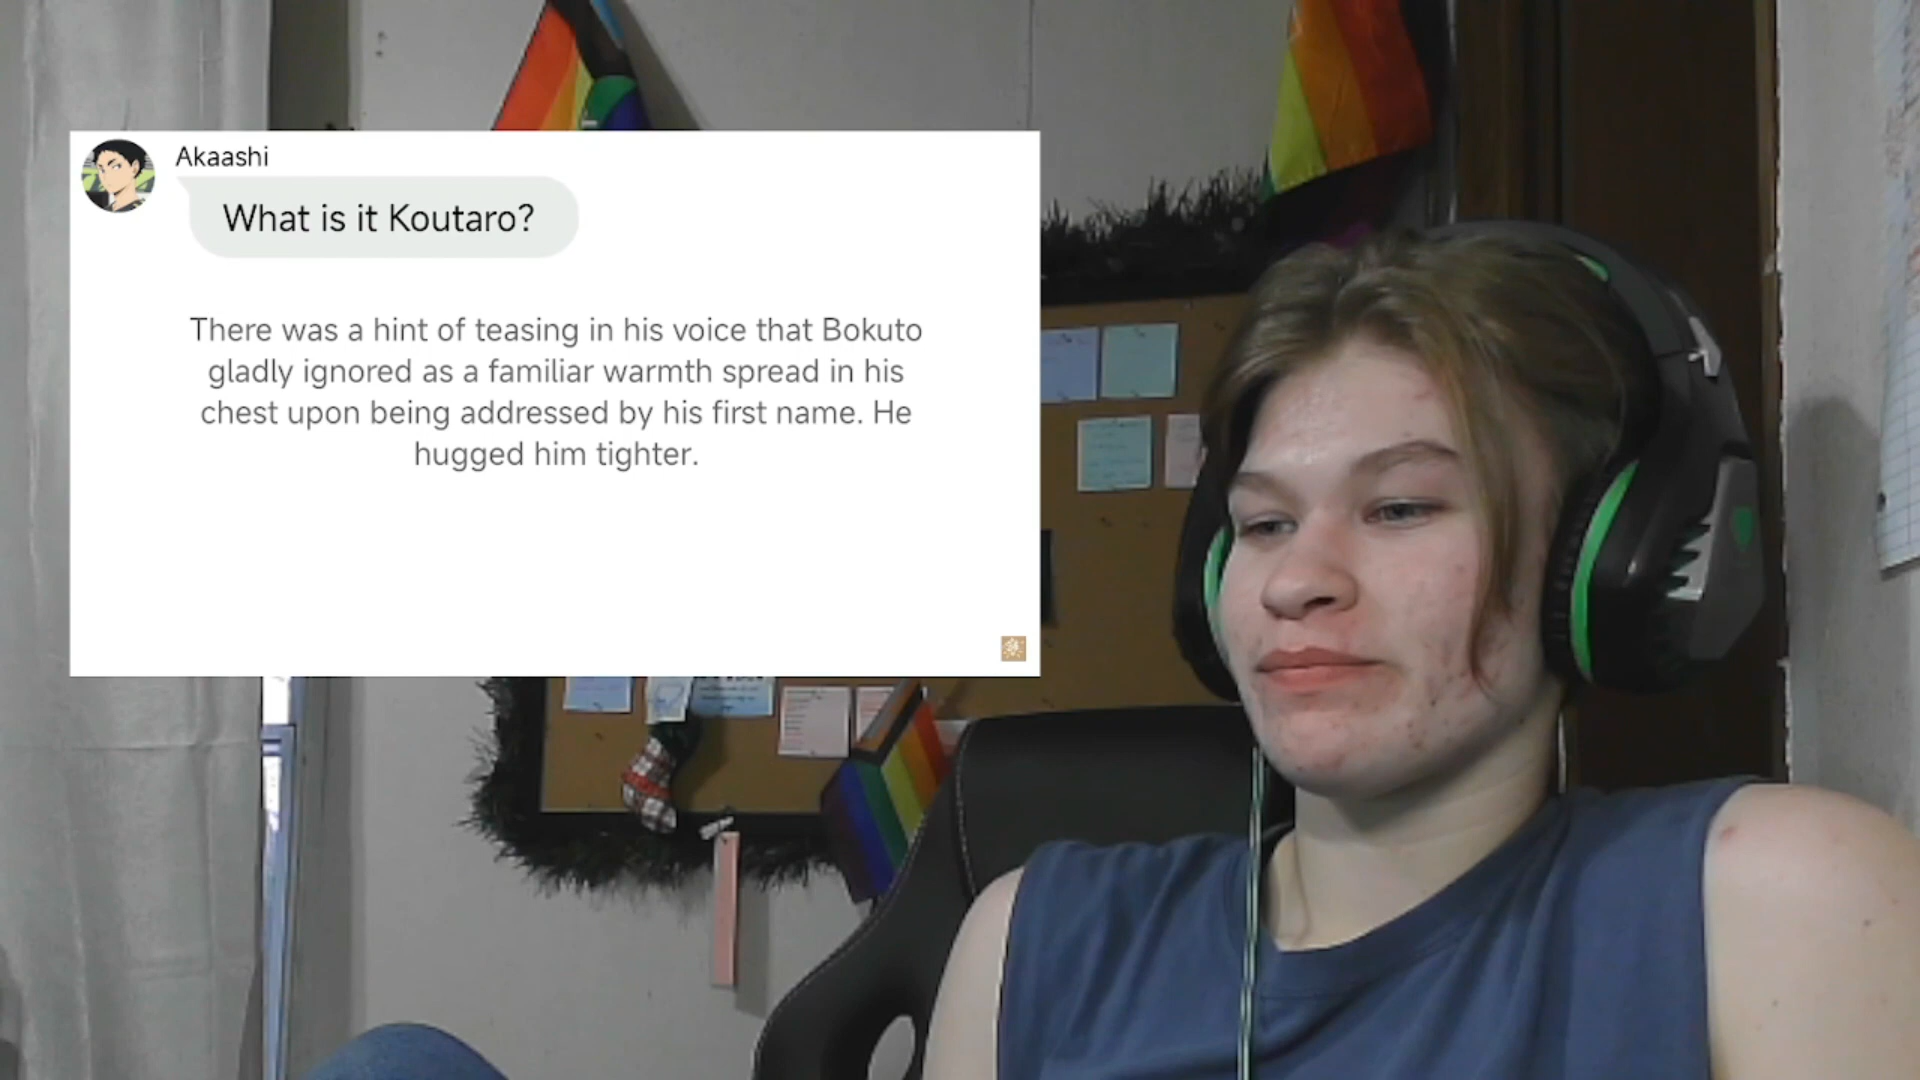 Akaashi
What is it Koutaro?
There was a hint of teasing in his voice that Bokuto
gladly ignored as a familiar warmth spread in his
chest upon being addressed by his first name. He
hugged him tighter.